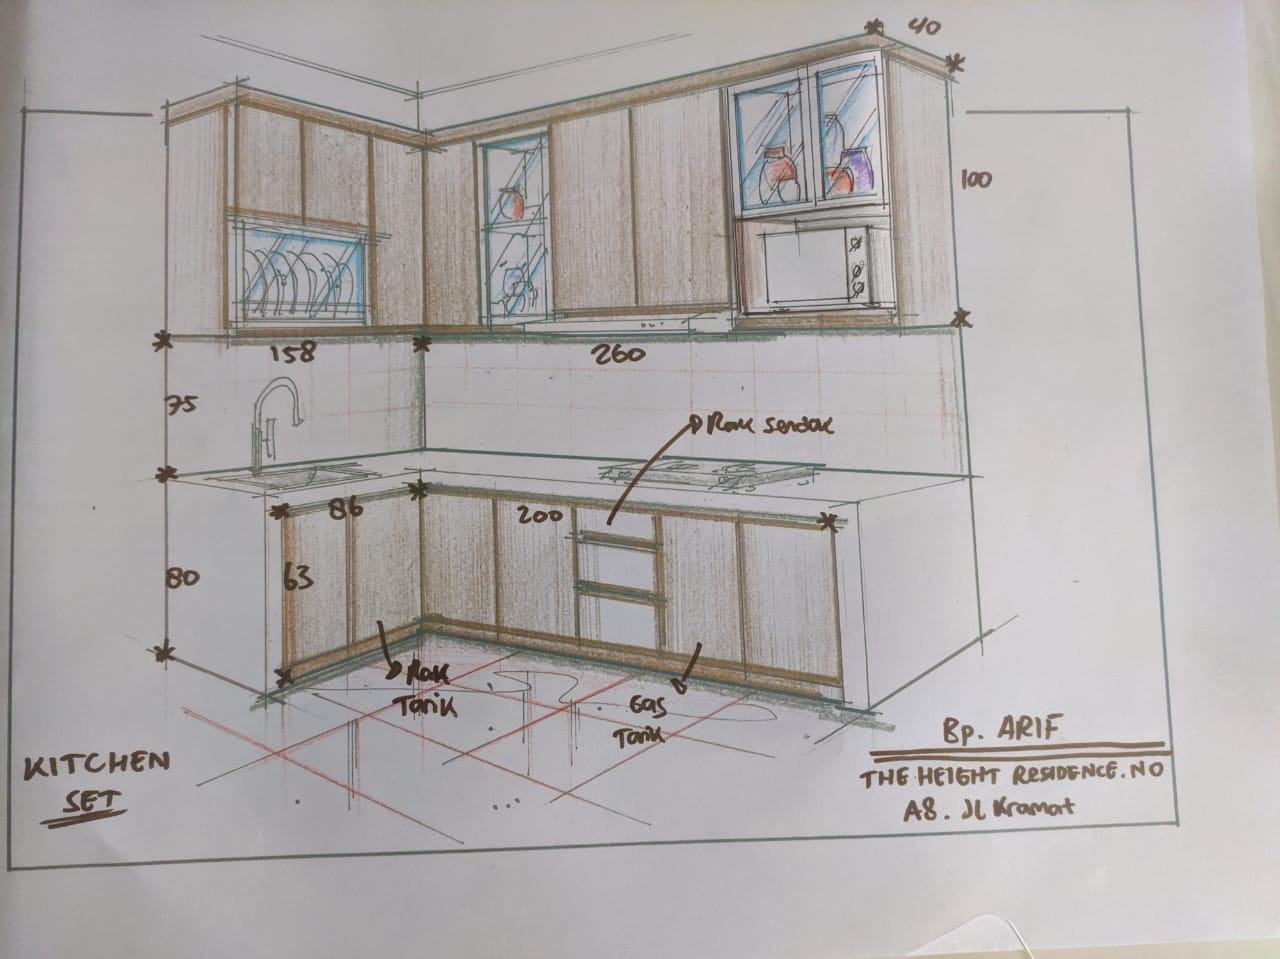 40
100
158
260
75
Rak sendok
86
200
80
63
Rak
Tarik
Gas
Tarik
KITCHEN
SET
Bp. ARIF
THE HEIGHT RESIDENCE. NO
A8. JL Kramat